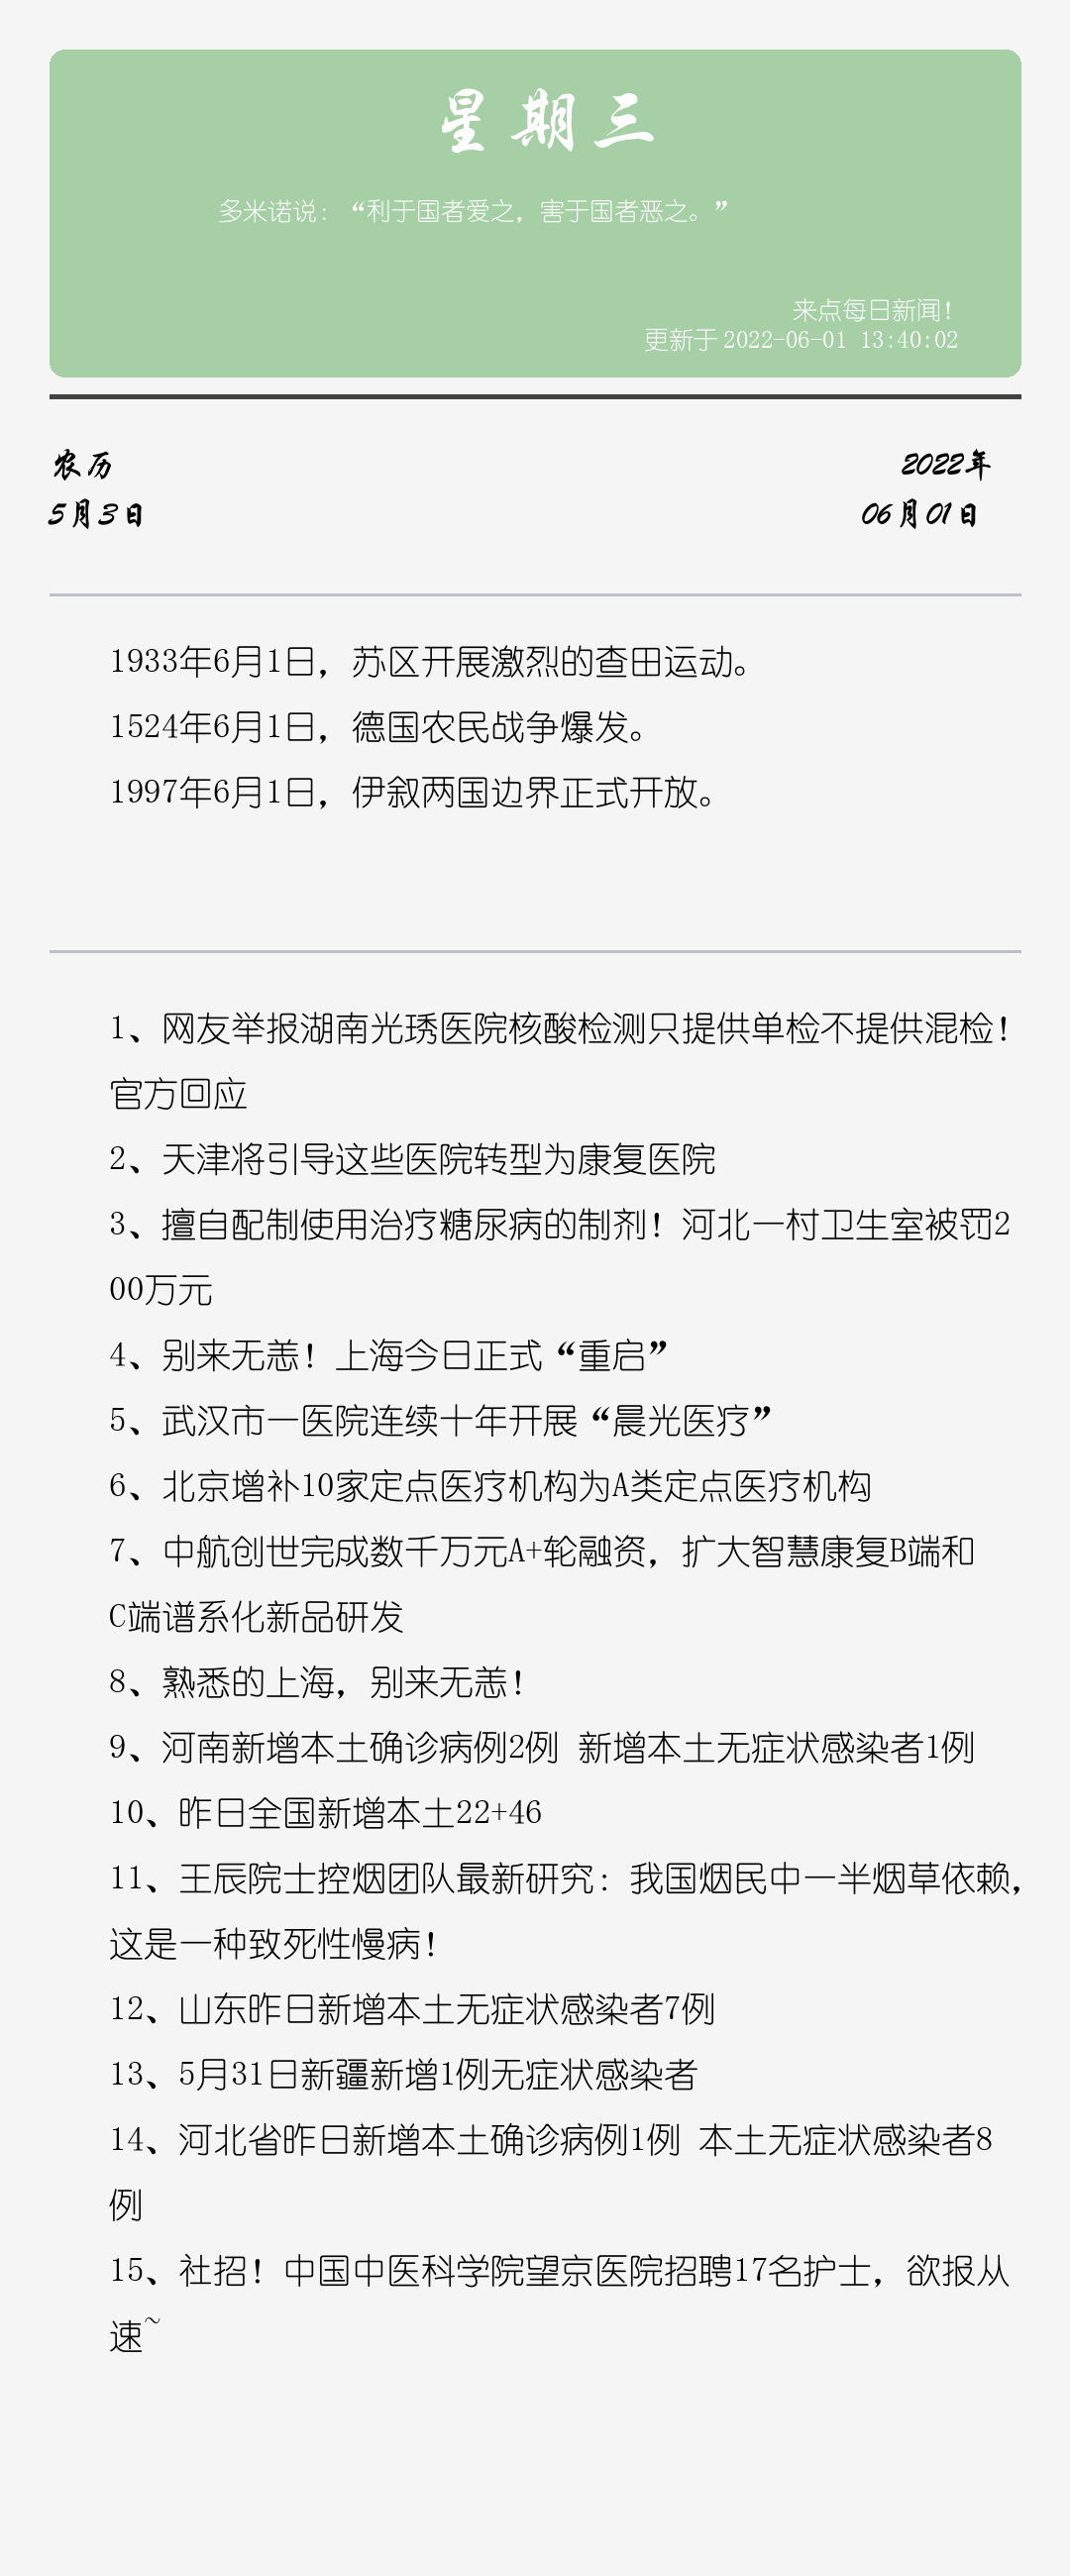 星期三
多米诺说：“利于国者爱之，害于国者恶之。”
来点每日新闻！
更新于 2022-06-01 13:40:02
农历
2022年
5月3日
06月01日
1933年6月1日，苏区开展激烈的查田运动。
1524年6月1日，德国农民战争爆发。
1997年6月1日，伊叙两国边界正式开放。
1、网友举报湖南光琇医院核酸检测只提供单检不提供混检！
官方回应
2、天津将引导这些医院转型为康复医院
3、擅自配制使用治疗糖尿病的制剂！河北一村卫生室被罚2
00万元
4、别来无恙！上海今日正式“重启”
5、武汉市一医院连续十年开展“晨光医疗”
6、北京增补10家定点医疗机构为A类定点医疗机构
7、中航创世完成数千万元A+轮融资，扩大智慧康复B端和
C端谱系化新品研发
8、熟悉的上海，别来无恙！
9、河南新增本土确诊病例2例 新增本土无症状感染者1例
10、昨日全国新增本土22+46
11、王辰院士控烟团队最新研究：我国烟民中一半烟草依赖，
这是一种致死性慢病！
12、山东昨日新增本土无症状感染者7例
13、5月31日新疆新增1例无症状感染者
14、河北省昨日新增本土确诊病例1例 本土无症状感染者8
例
15、社招！中国中医科学院望京医院招聘17名护士，欲报从
速~